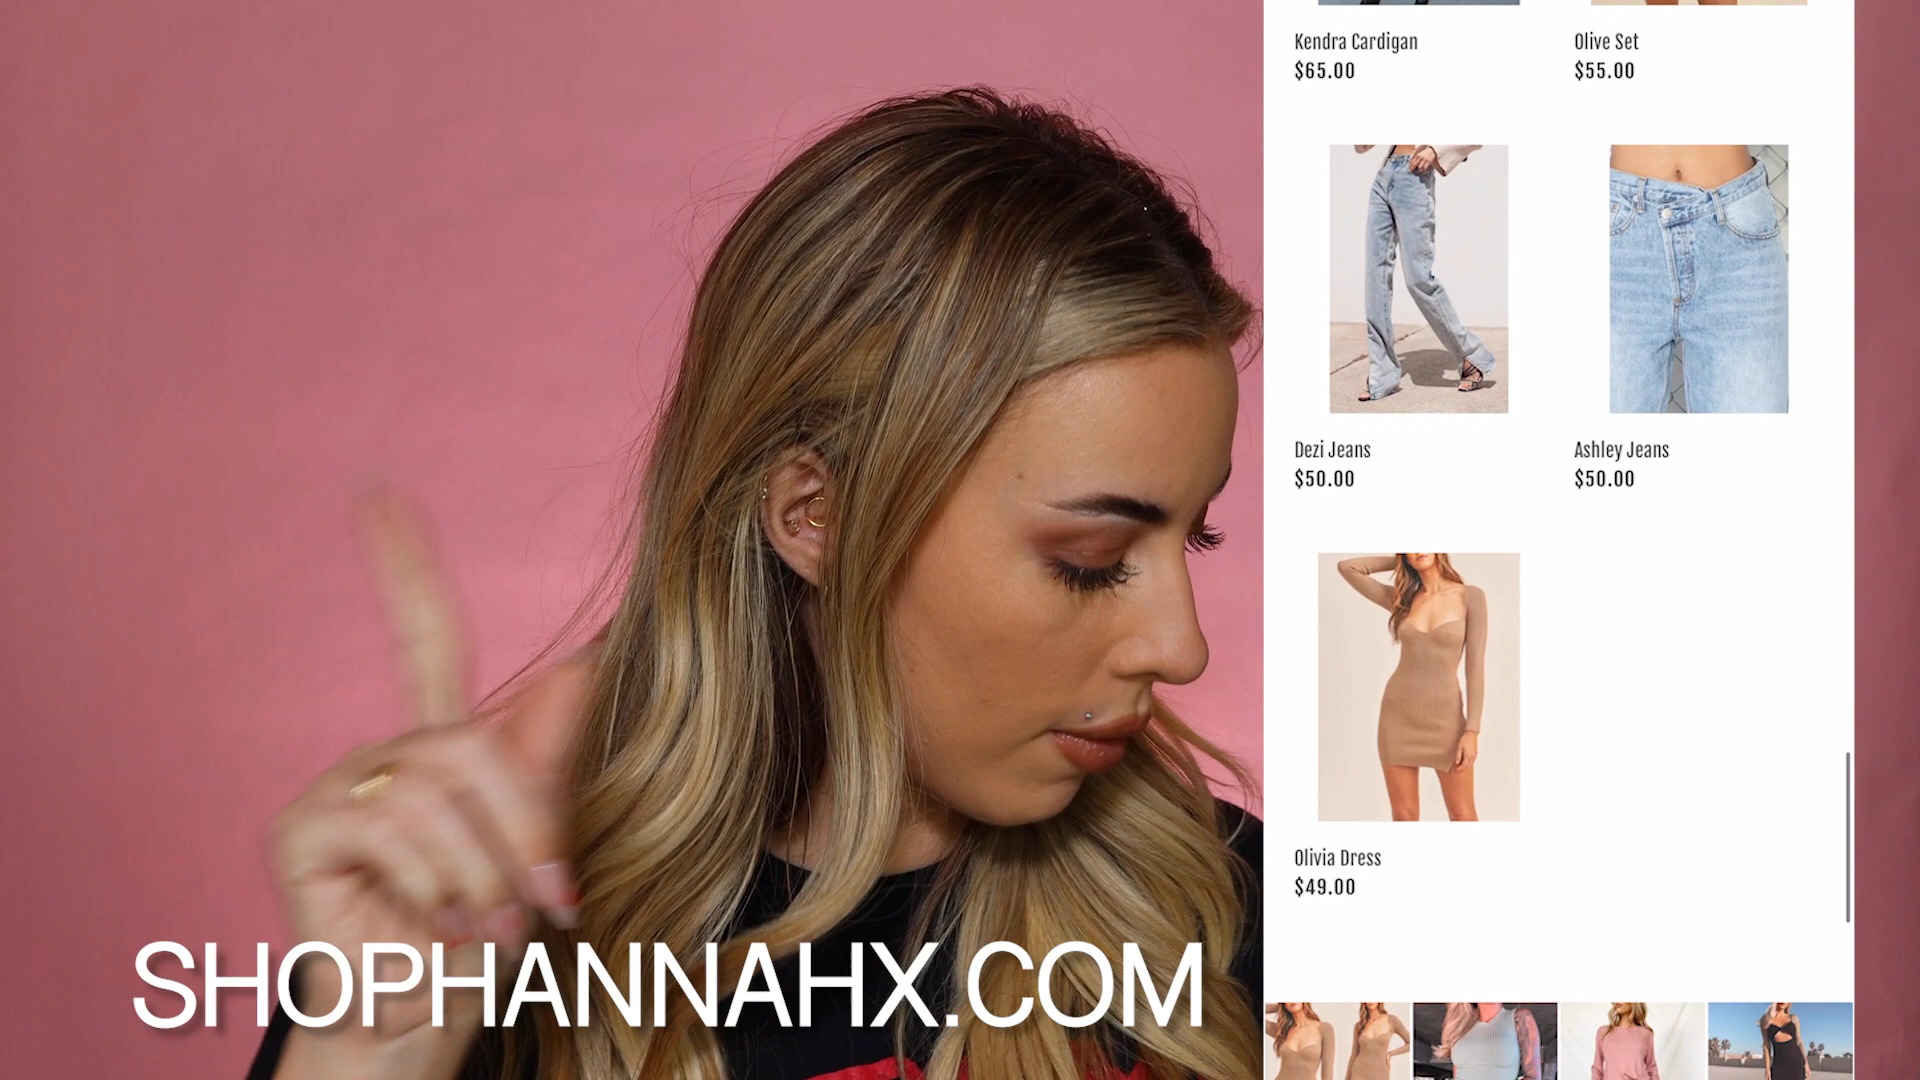 Kendra Cardigan
$65.00
Olive Set
$55.00
Dezi Jeans
$50.00
Ashley Jeans
$50.00
Olivia Dress
$49.00
SHOPHANNAHX.COM